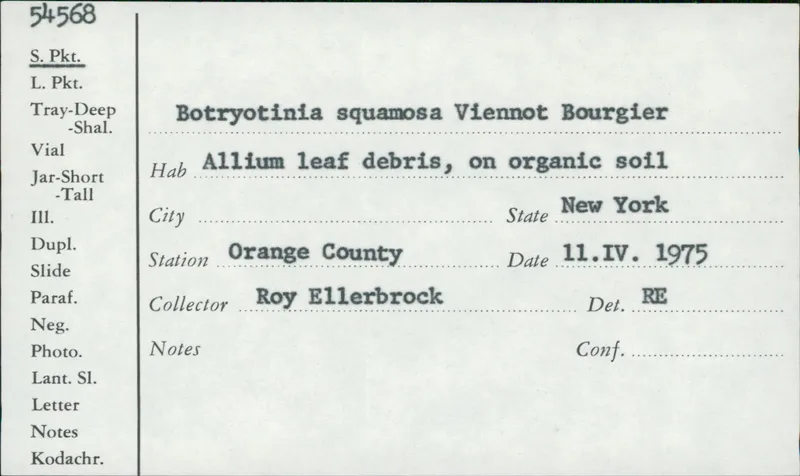 54568
S. Pkt.
L. Pkt.
Tray-Deep
-Shal.
Vial
Jar-Short
-Tall
Ill.
Dupl.
Slide
Paraf.
Neg.
Photo.
Lant. Sl.
Letter
Notes
Kodachr.
Botryotinia squamosa Viennot Bourgier
Hab Allium leaf debris, on organic soil
City State New York
Station Orange County Date 11.IV. 1975
Collector Roy Ellerbrock Det. RE
Notes Conf.